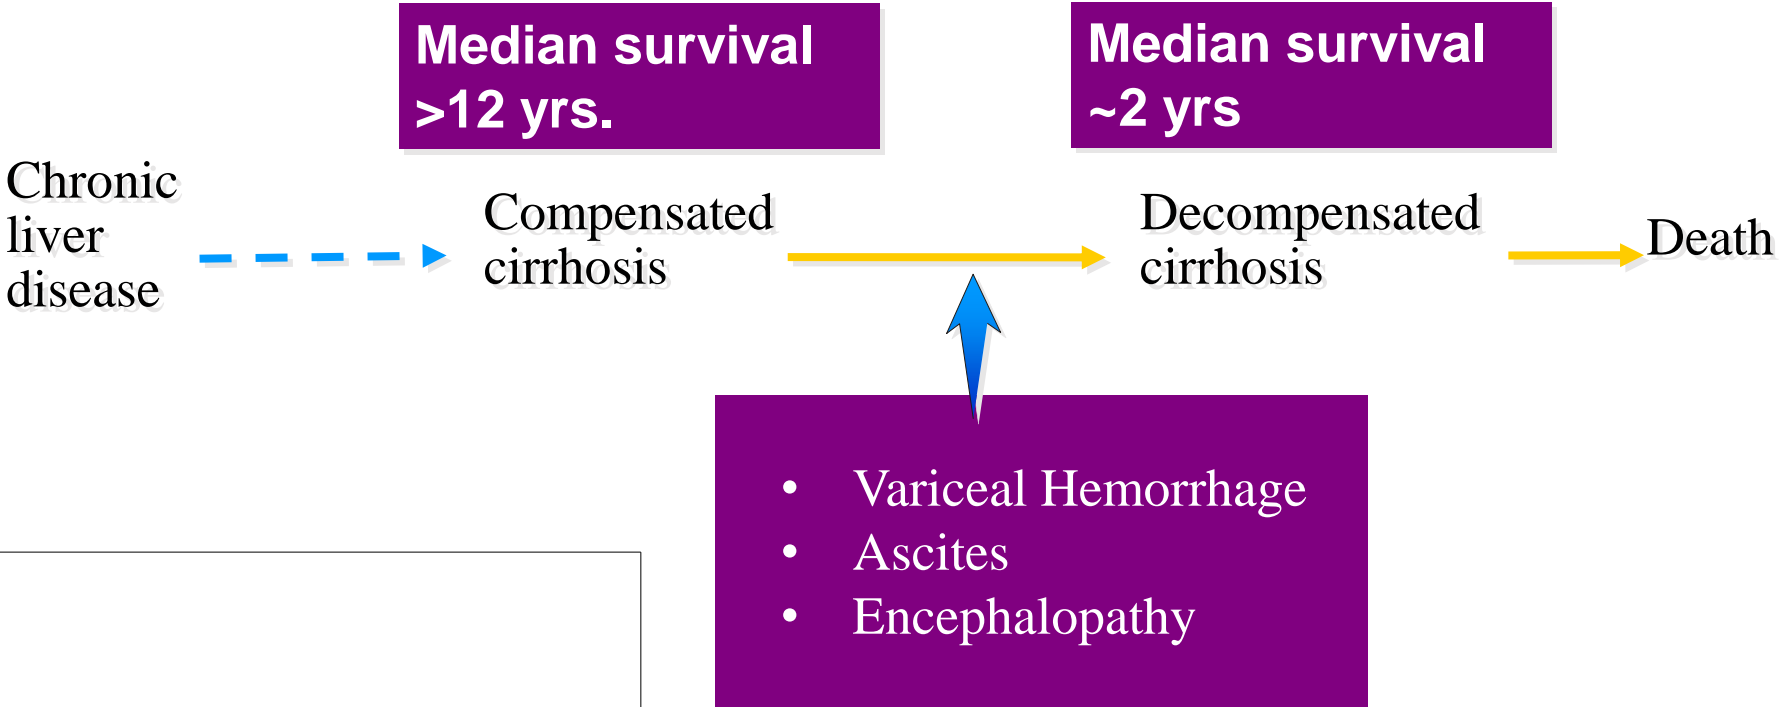 Median survival
>12 yrs.
Median survival
~2 yrs
Chronic
liver
disease
Compensated
cirrhosis
Decompensated
cirrhosis
Death
• Variceal Hemorrhage
• Ascites
• Encephalopathy